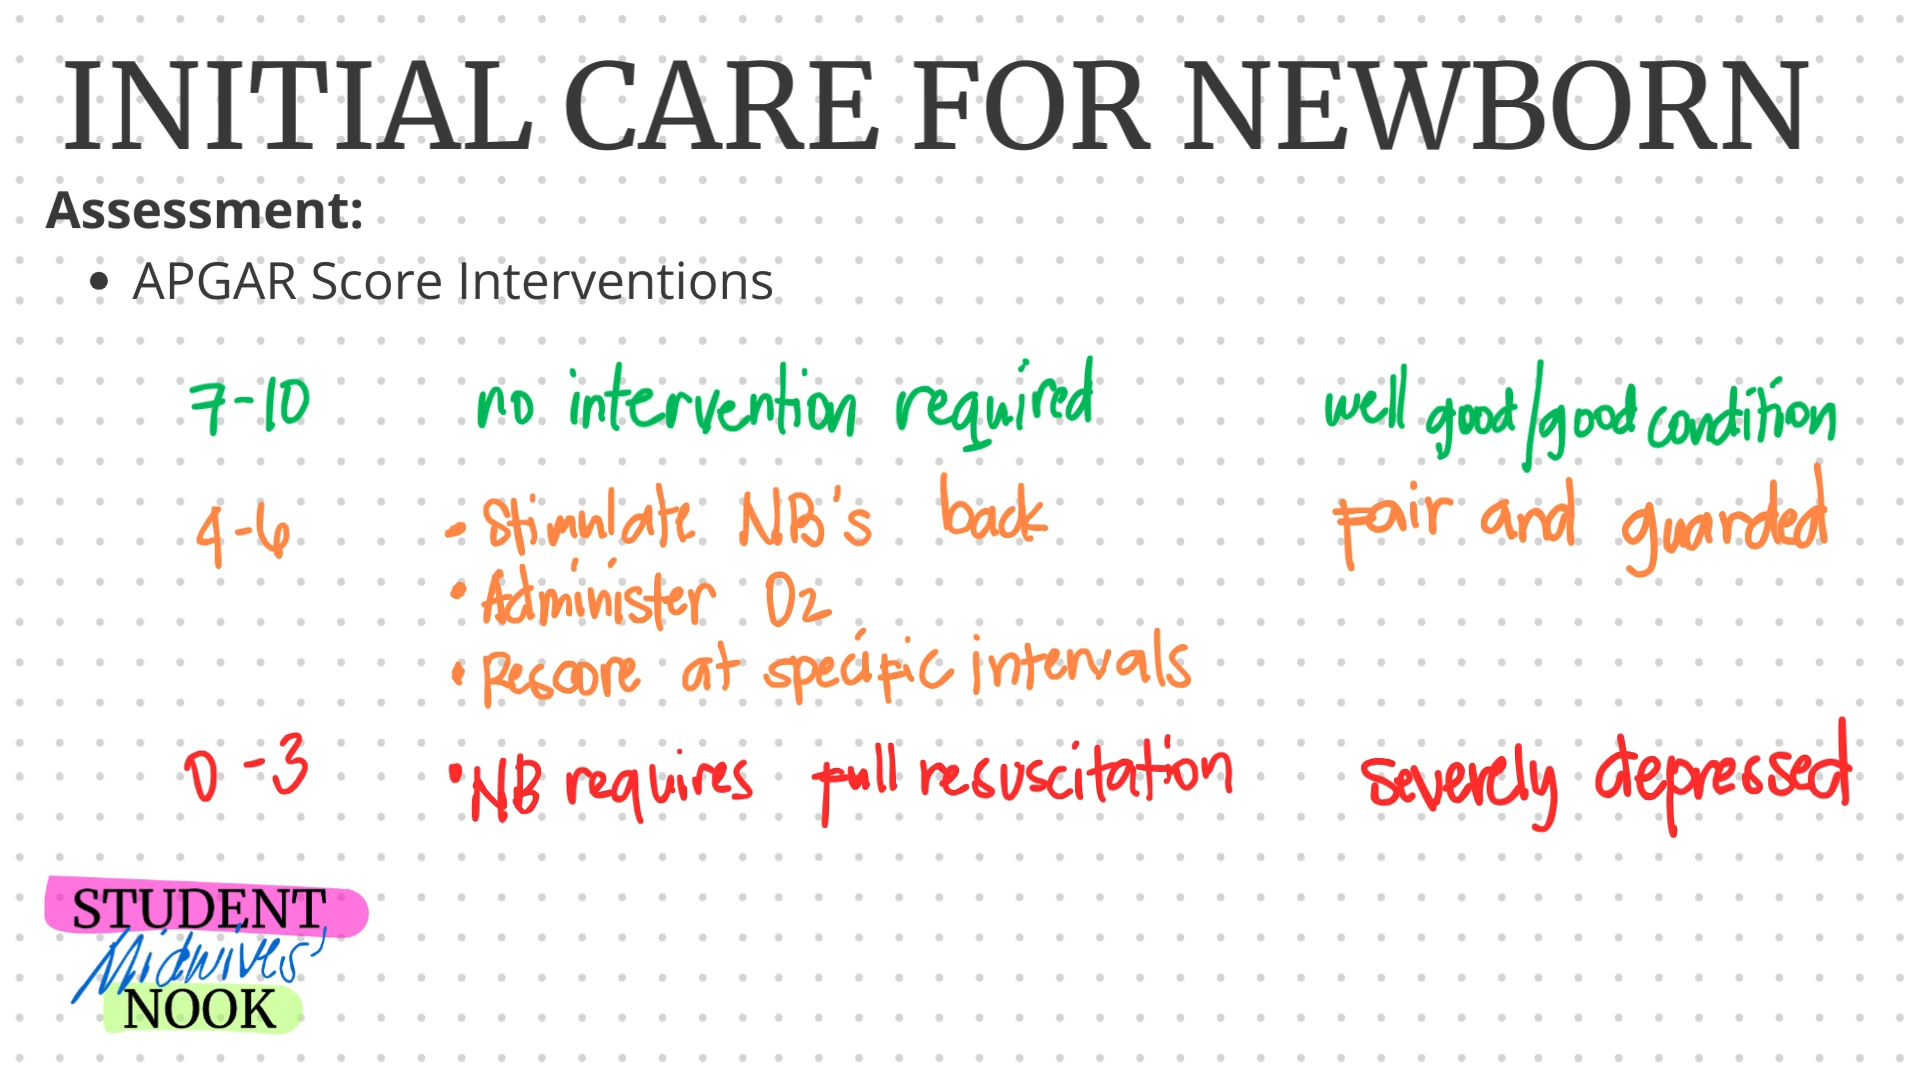 INITIAL CARE FOR NEWBORN
Assessment:
• APGAR Score Interventions
7-10 no intervention required well good/good condition
4-6 • Stimulate NB's back fair and guarded
• Administer O2
• Rescore at specific intervals
0-3 • NB requires full resuscitation severely depressed
STUDENT
Midwives'
NOOK